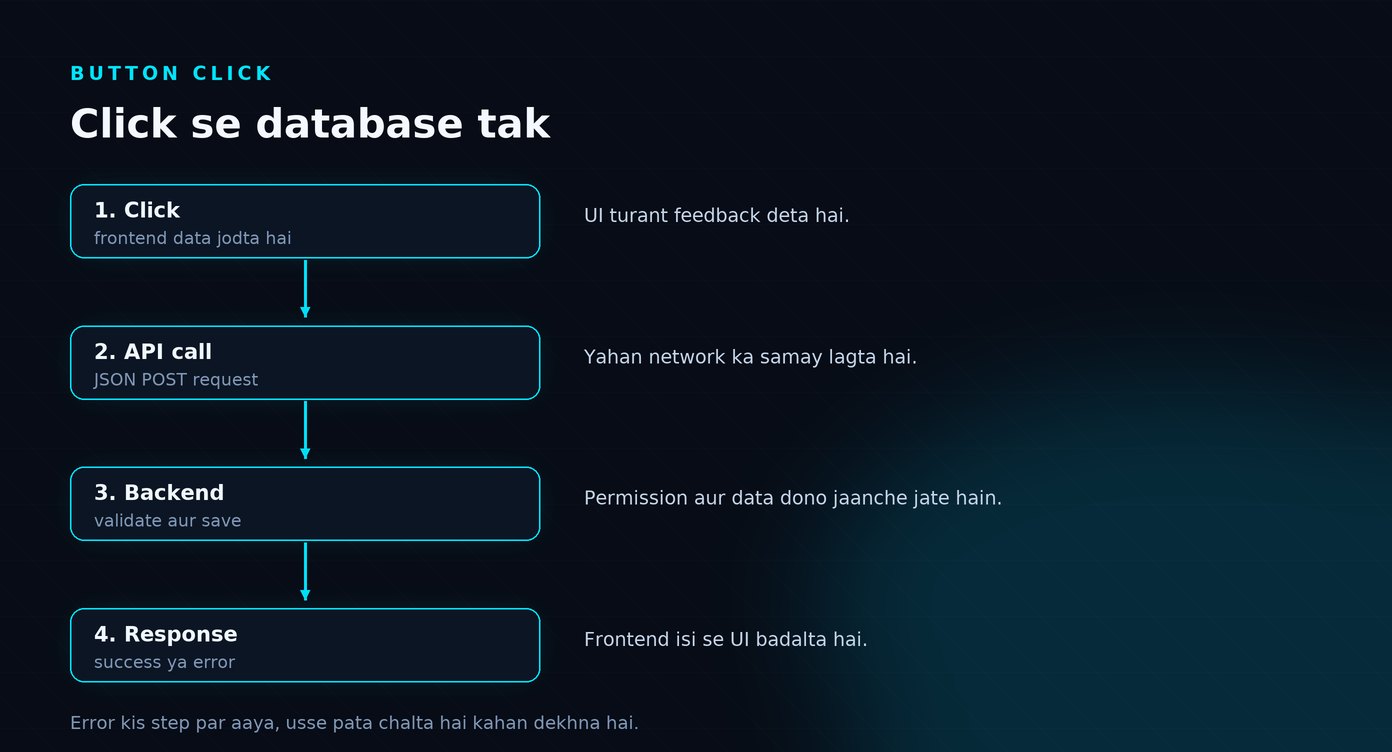 BUTTON CLICK
Click se database tak
1. Click
frontend data jodta hai
UI turant feedback deta hai.
2. API call
JSON POST request
Yahan network ka samay lagta hai.
3. Backend
validate aur save
Permission aur data dono jaanche jate hain.
4. Response
success ya error
Frontend isi se UI badalta hai.
Error kis step par aaya, usse pata chalta hai kahan dekhna hai.